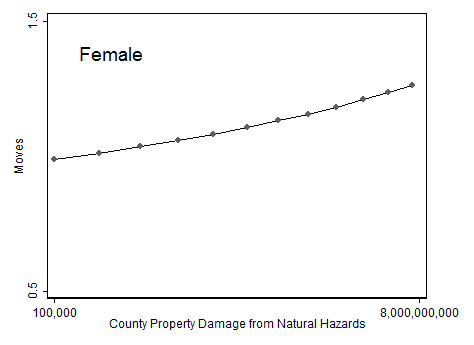 1.5
Female
Moves
0.5
100,000
8,000,000,000
County Property Damage from Natural Hazards